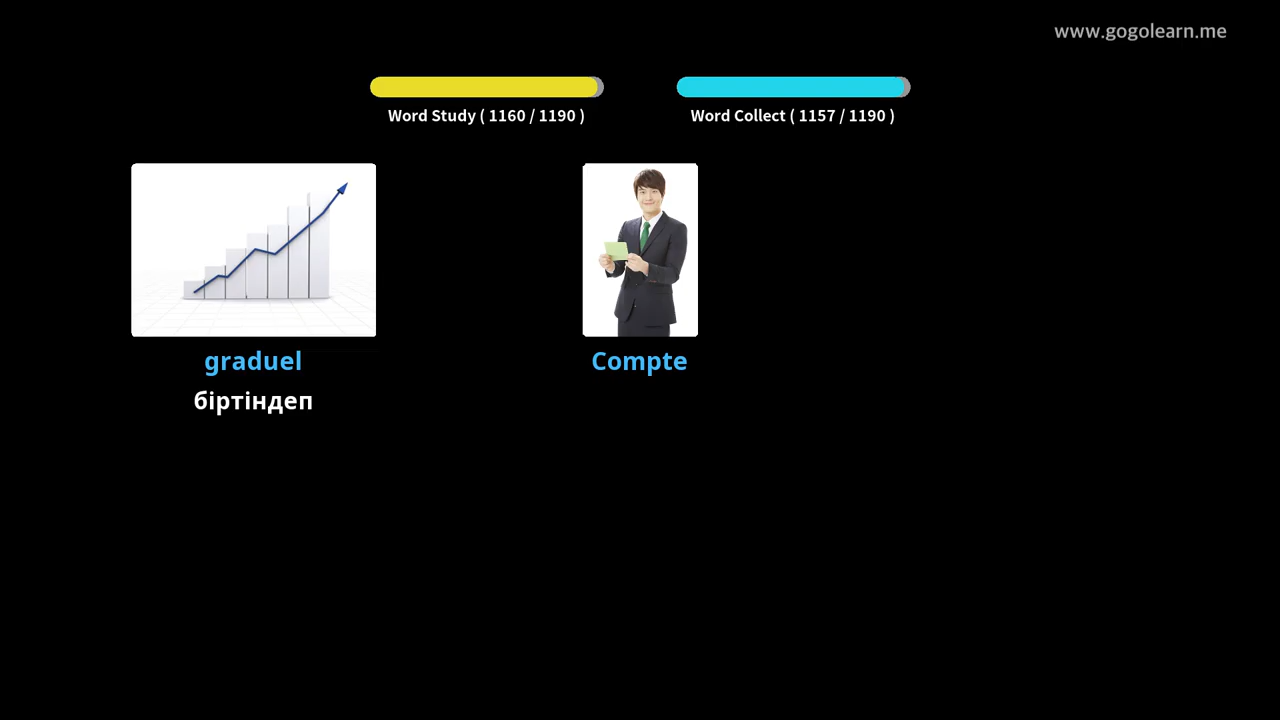 www.gogolearn.me
Word Study ( 1160 / 1190 )
Word Collect ( 1157 / 1190 )
graduel
Compte
біртіндеп